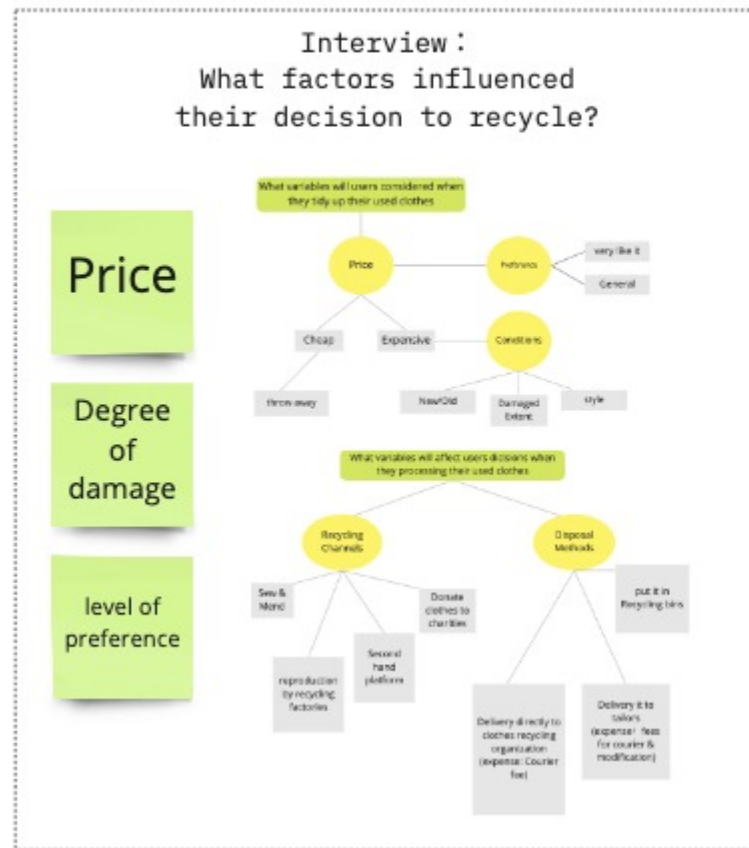 Interview：
What factors influenced
their decision to recycle?
Price
Degree
of
damage
level of
preference
What variables will users considered when
they tidy up their used clothes
Price
Preference
very like it
General
Cheap
Expensive
Conditions
throw away
New/Old
Damaged
Extent
style
What variables will affect users dicisions when
they processing their used clothes
Recycling
Channels
Disposal
Methods
Sew &
Mend
reproduction
by recycling
factories
Second
hand
platform
Donate
clothes to
charities
put it in
Recycling bins
Delivery directly to
clothes recycling
organization
(expense: Courier
fee)
Delivery it to
tailors
(expense: fees
for courier &
modification)